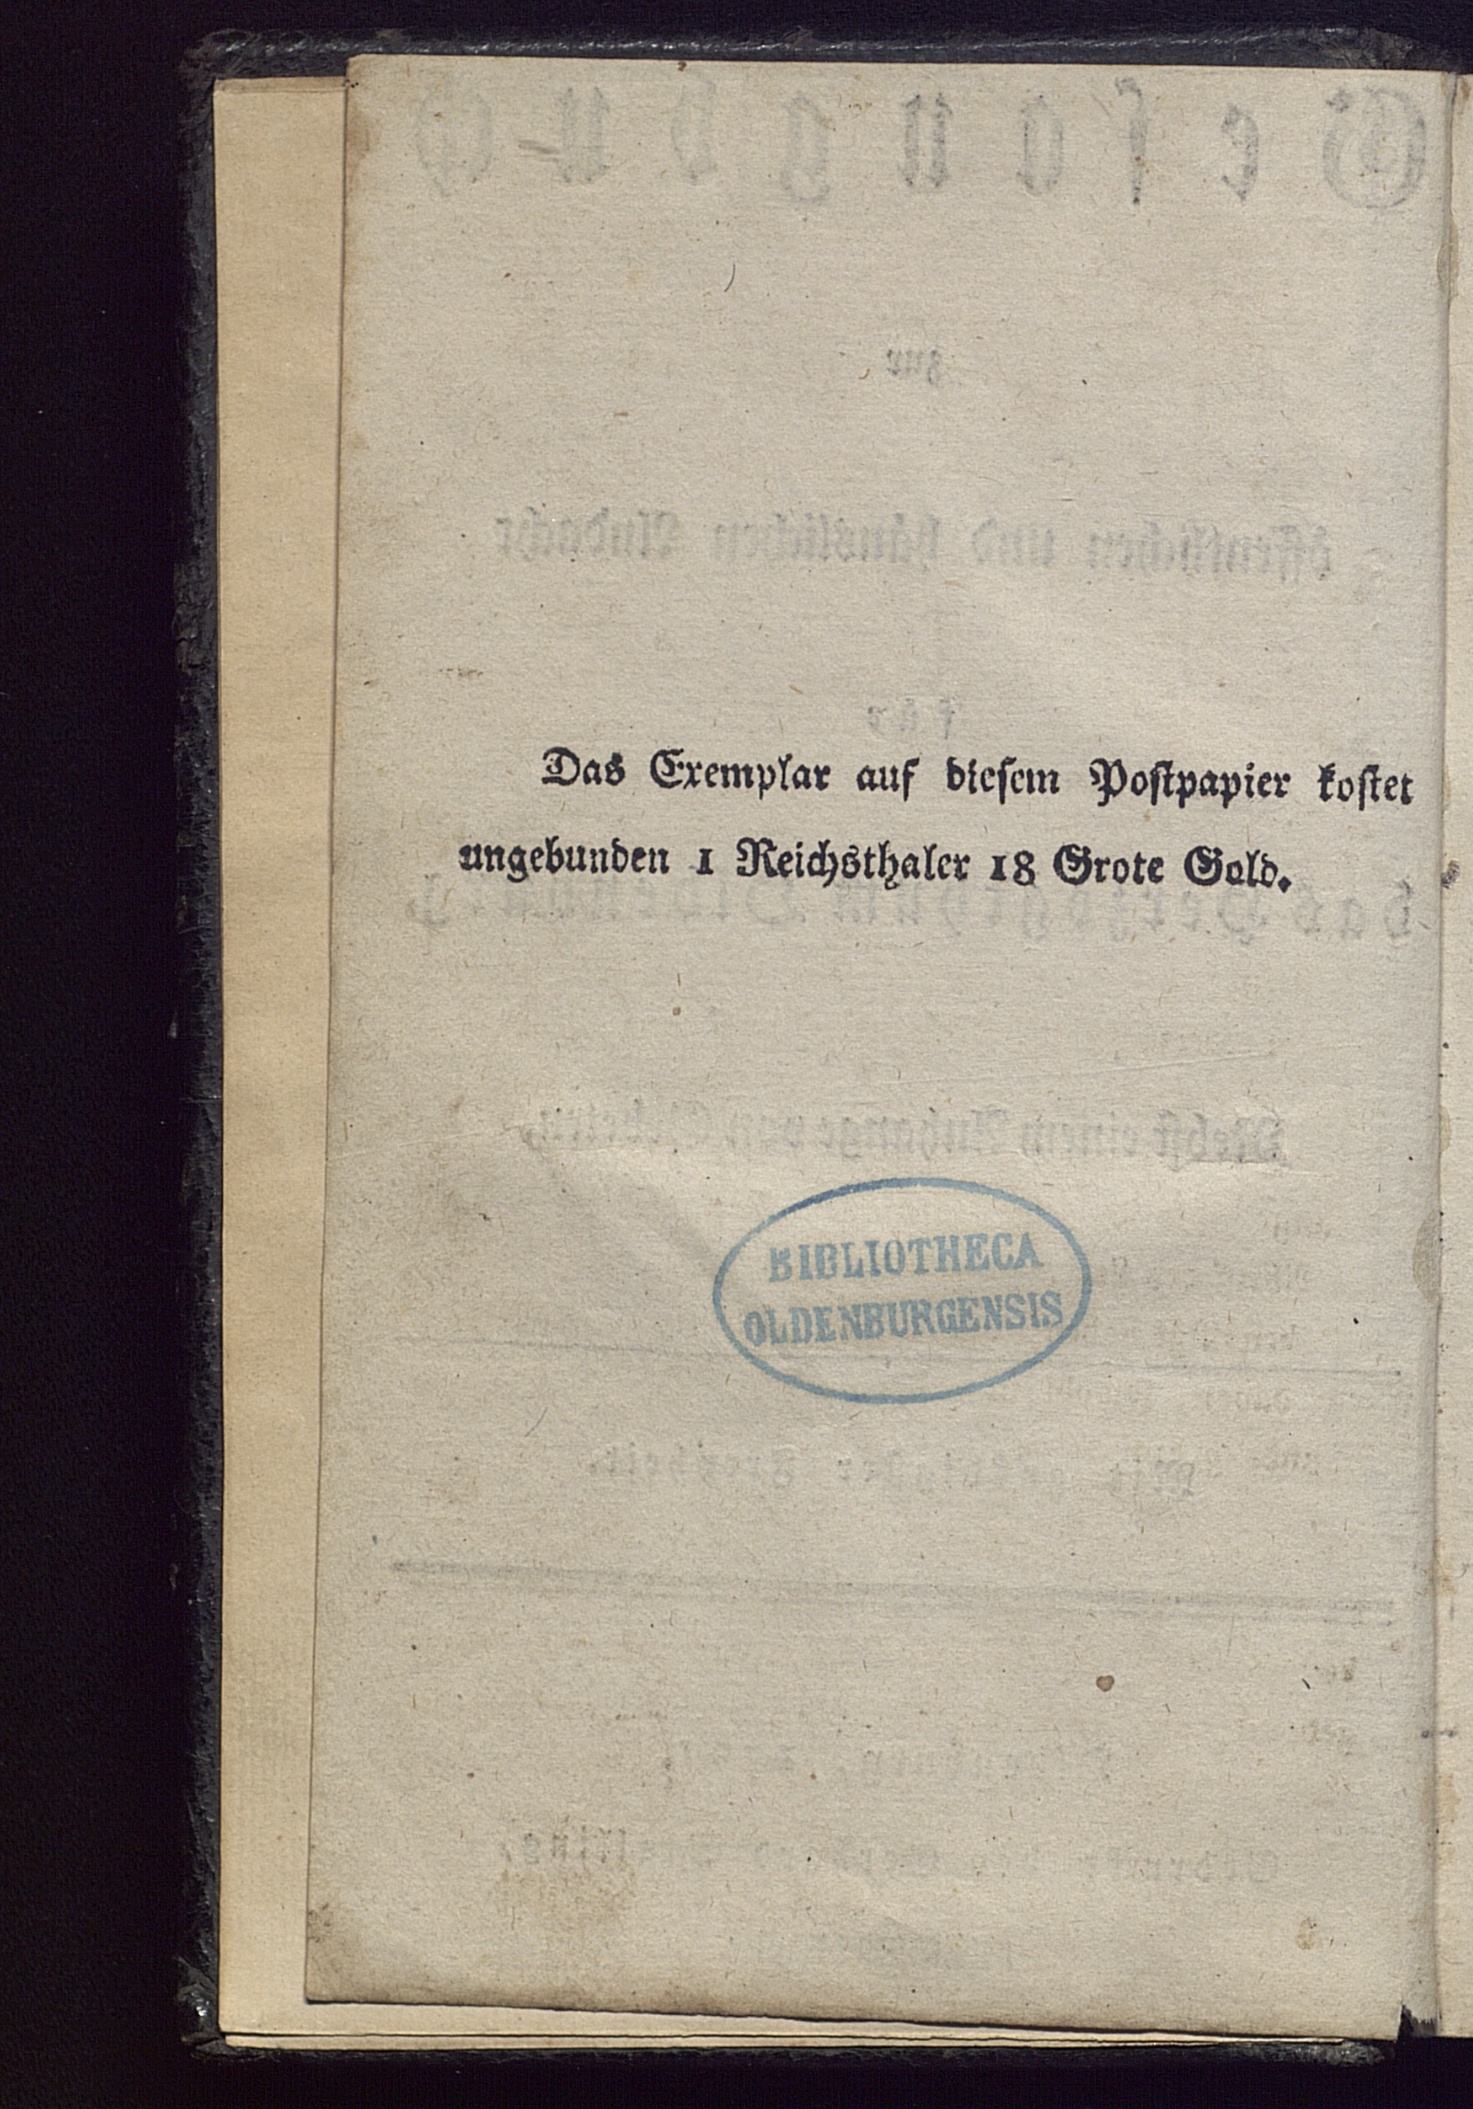 Das Exemplar auf diesem Postpapier kostet
ungebunden 1 Reichsthaler 18 Grote Gold.
BIBLIOTHECA
OLDENBURGENSIS